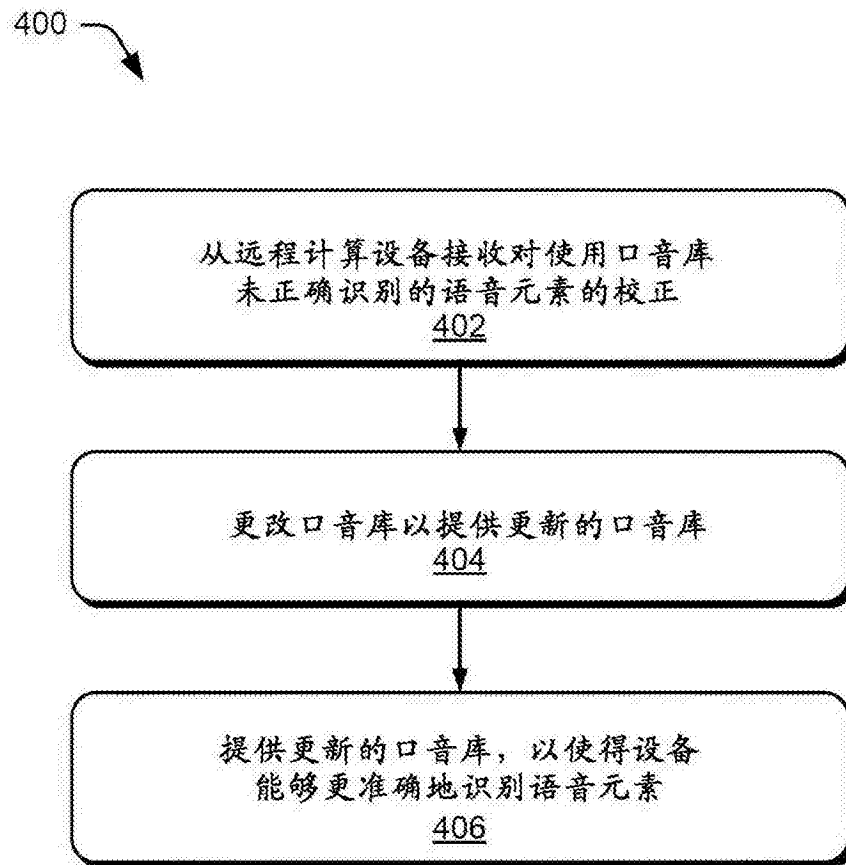 400
从远程计算设备接收对使用口音库
未正确识别的语音元素的校正
402
更改口音库以提供更新的口音库
404
提供更新的口音库，以使得设备
能够更准确地识别语音元素
406